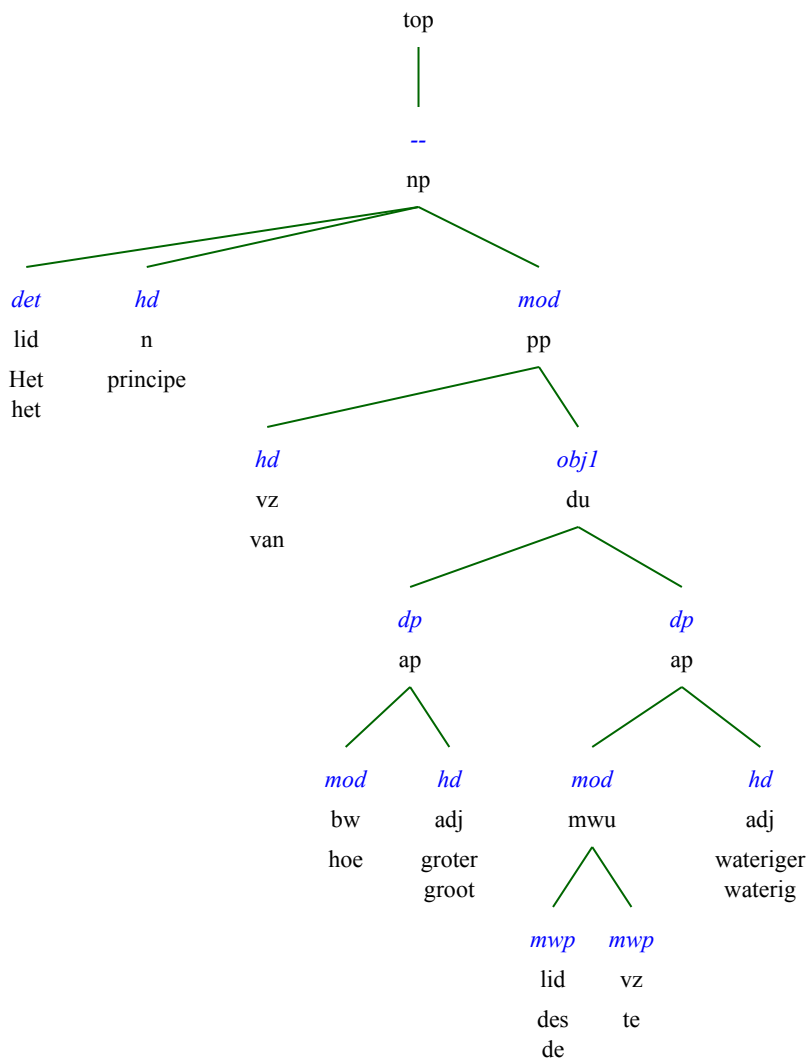 top
--
np
det hd mod
lid n pp
Het principe
het
hd obj1
vz du
van
dp dp
ap ap
mod hd mod hd
bw adj mwu adj
hoe groter wateriger
groot waterig
mwp mwp
lid vz
des te
de